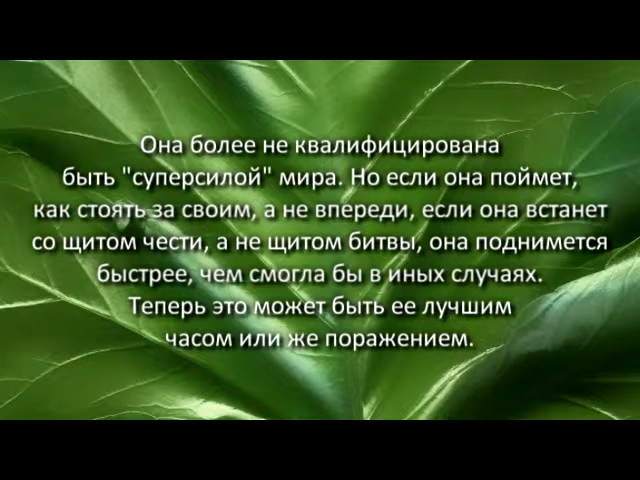 Она более не квалифицирована
быть "суперсилой" мира. Но если она поймет,
как стоять за своим, а не впереди, если она встанет
со щитом чести, а не щитом битвы, она поднимется
быстрее, чем смогла бы в иных случаях.
Теперь это может быть ее лучшим
часом или же поражением.